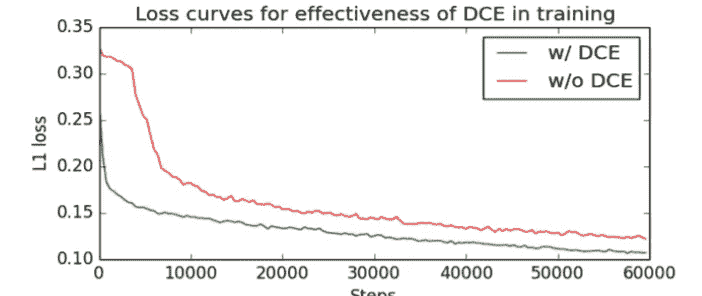 Loss curves for effectiveness of DCE in training
0.35
0.30
0.25
0.20
0.15
0.10
L1 loss
w/ DCE
w/o DCE
0 10000 20000 30000 40000 50000 60000
Steps